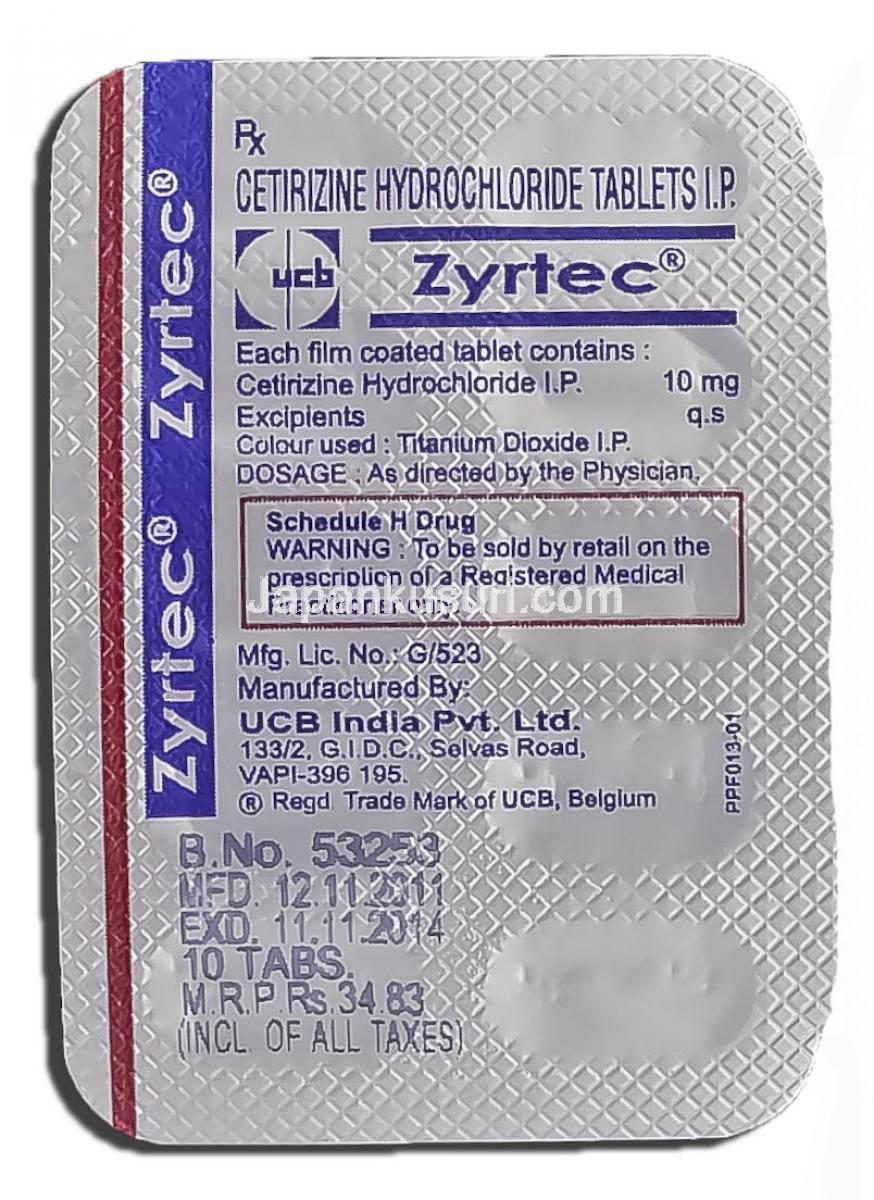 Rx
CETIRIZINE HYDROCHLORIDE TABLETS I.P.
ucb
Zyrtec®
Each film coated tablet contains :
Cetirizine Hydrochloride I.P. 10 mg
Excipients q.s
Colour used : Titanium Dioxide I.P.
DOSAGE : As directed by the Physician.
Schedule H Drug
WARNING : To be sold by retail on the
prescription of a Registered Medical
Practitioner only.
Japankusuri.com
Mfg. Lic. No.: G/523
Manufactured By:
UCB India Pvt. Ltd.
133/2, G.I.D.C., Selvas Road,
VAPI-396 195.
® Regd Trade Mark of UCB, Belgium
PPF013-01
Zyrtec® Zyrtec®
B.No. 53253
MFD. 12.11.2011
EXD. 11.11.2014
10 TABS.
M.R.P.Rs.34.83
(INCL. OF ALL TAXES)